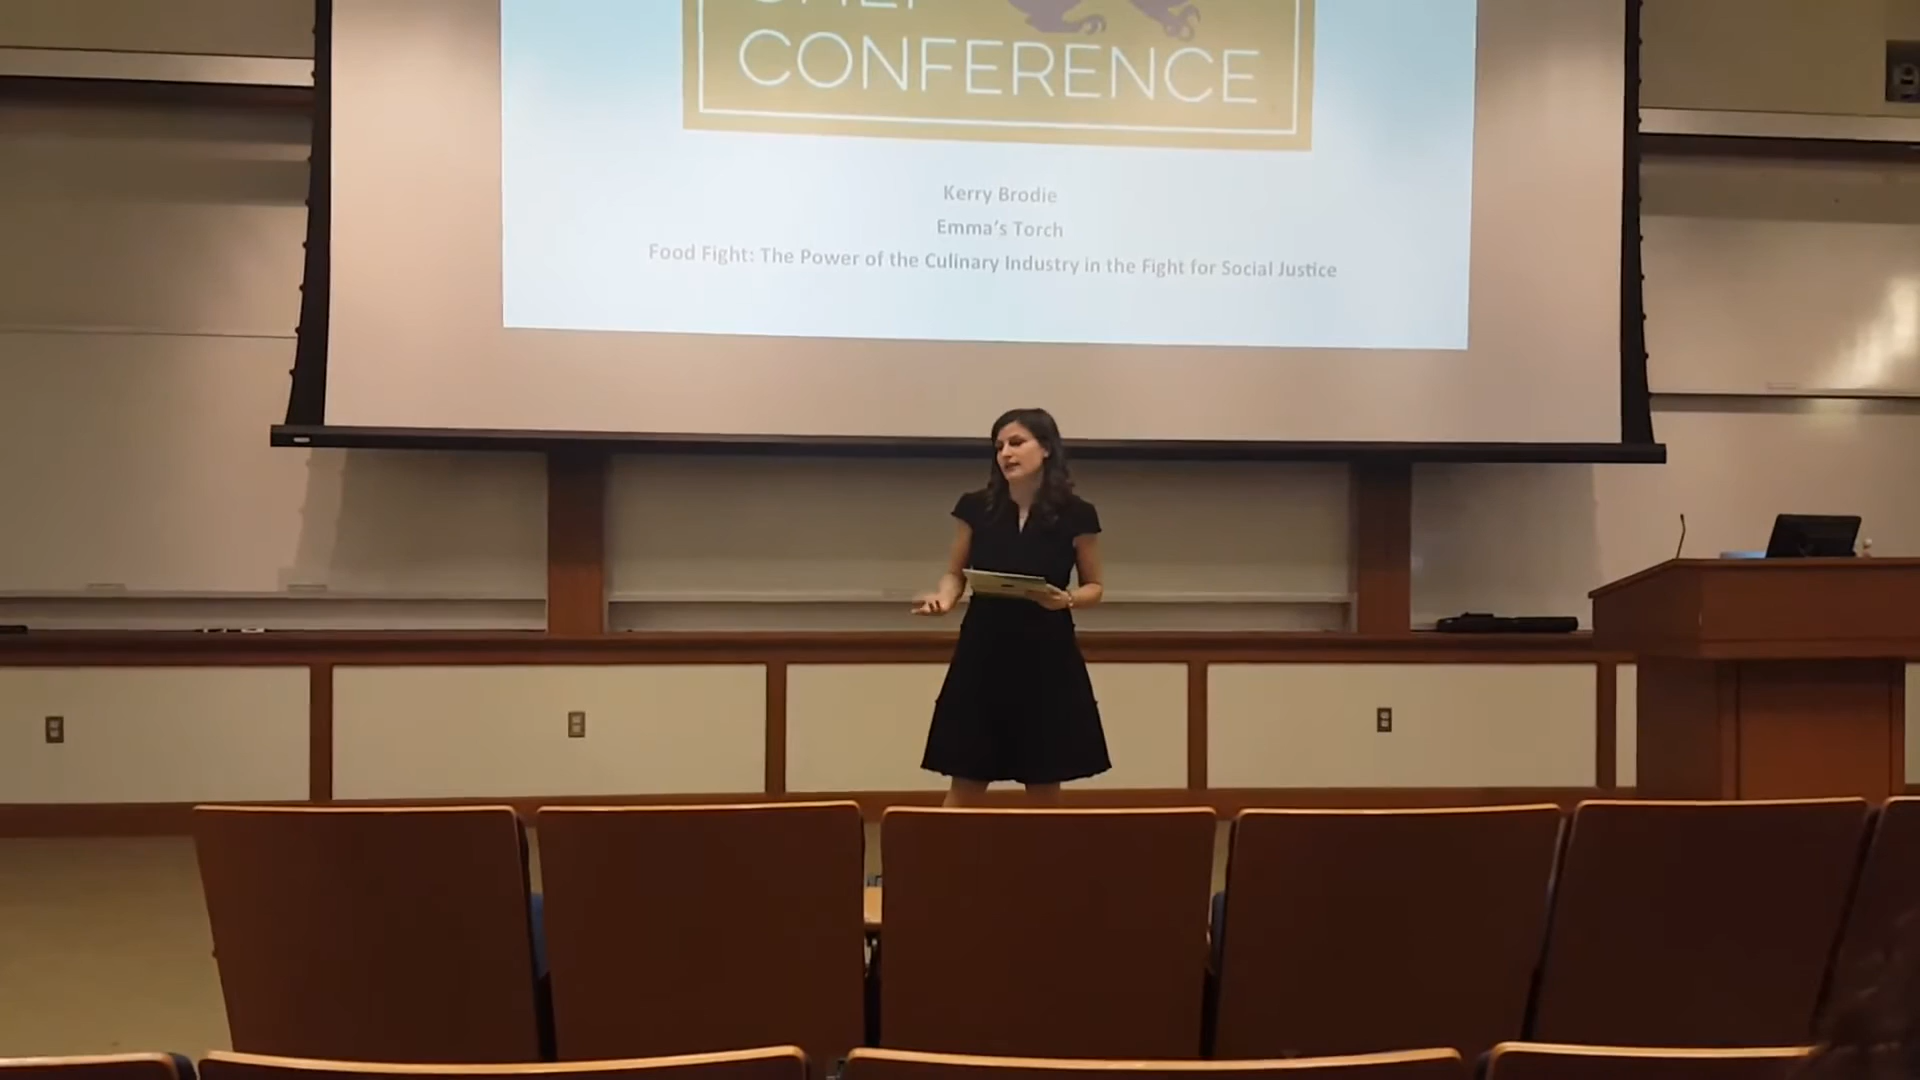 CHEF
CONFERENCE
Kerry Brodie
Emma's Torch
Food Fight: The Power of the Culinary Industry in the Fight for Social Justice